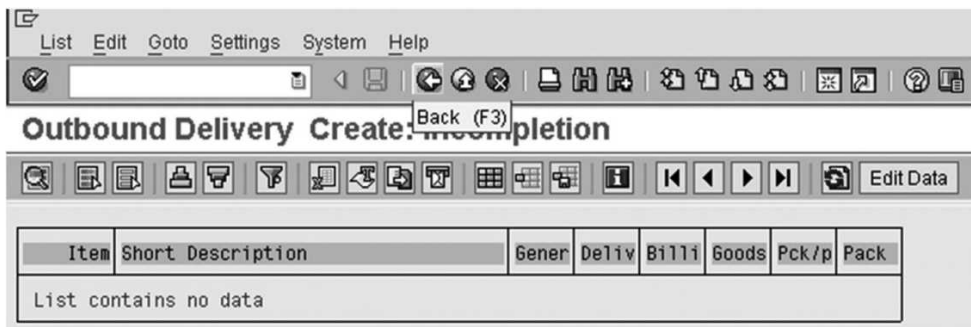 List Edit Goto Settings System Help
Back (F3)
Outbound Delivery Create: Incompletion
Edit Data
Item Short Description Gener Deliv Billi Goods Pck/p Pack
List contains no data